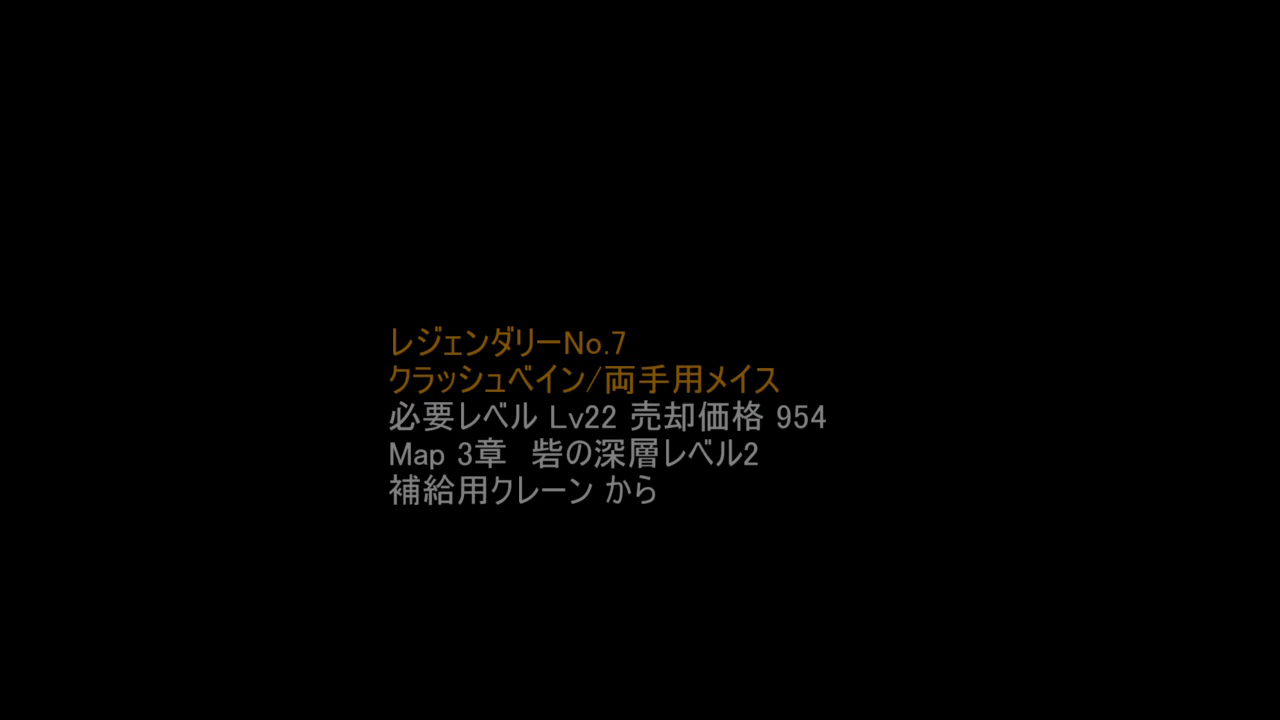 レジェンダリーNo.7
クラッシュベイン/両手用メイス
必要レベル Lv22 売却価格 954
Map 3章　砦の深層レベル2
補給用クレーン から